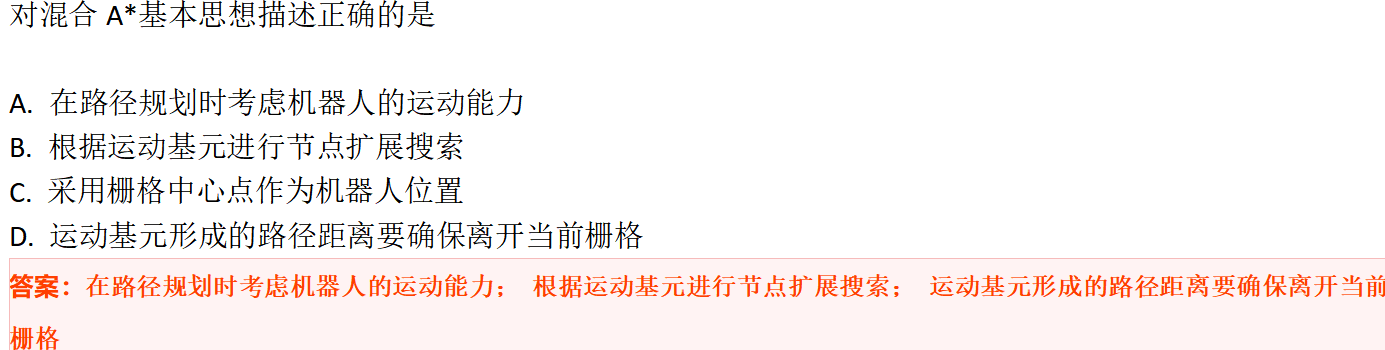 对混合 A*基本思想描述正确的是
A. 在路径规划时考虑机器人的运动能力
B. 根据运动基元进行节点扩展搜索
C. 采用栅格中心点作为机器人位置
D. 运动基元形成的路径距离要确保离开当前栅格
答案：在路径规划时考虑机器人的运动能力； 根据运动基元进行节点扩展搜索； 运动基元形成的路径距离要确保离开当前
栅格